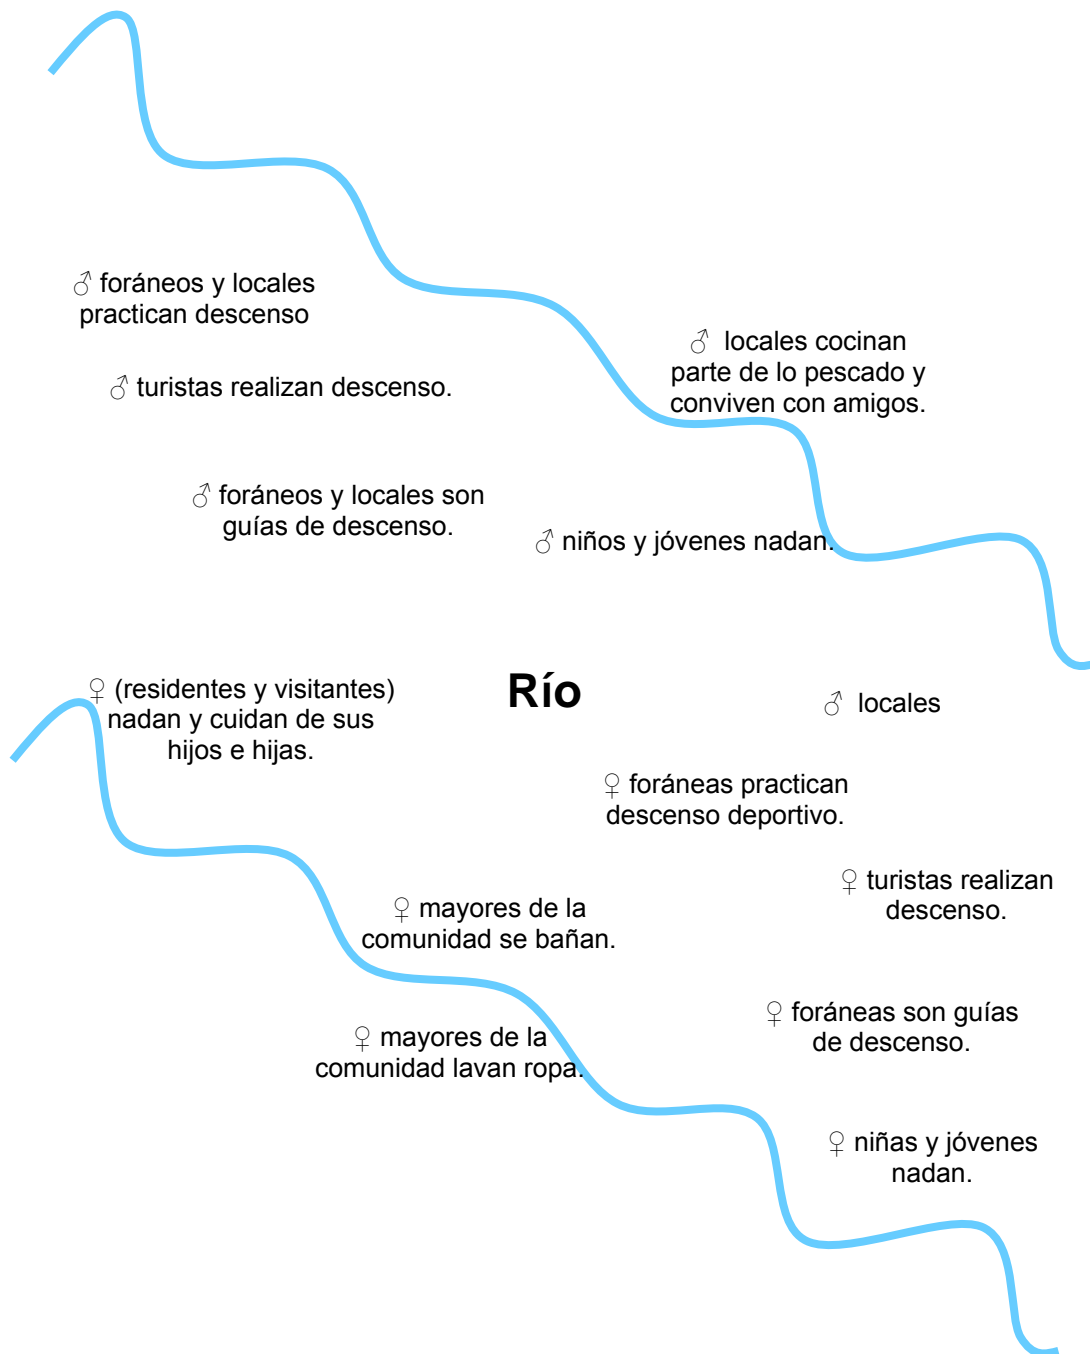 ♂ foráneos y locales
practican descenso
♂ locales cocinan
parte de lo pescado y
conviven con amigos.
♂ turistas realizan descenso.
♂ foráneos y locales son
guías de descenso.
♂ niños y jóvenes nadan.
♀ (residentes y visitantes)
nadan y cuidan de sus
hijos e hijas.
Río
♂ locales
♀ foráneas practican
descenso deportivo.
♀ turistas realizan
descenso.
♀ mayores de la
comunidad se bañan.
♀ foráneas son guías
de descenso.
♀ mayores de la
comunidad lavan ropa.
♀ niñas y jóvenes
nadan.